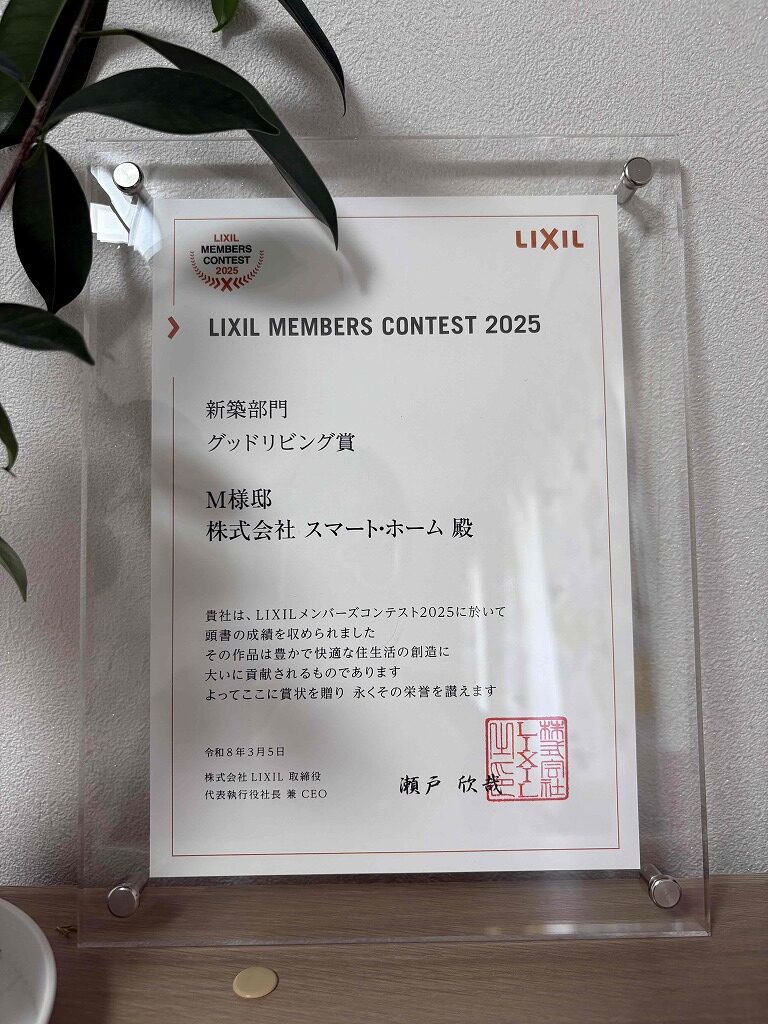 LIXIL
MEMBERS
CONTEST
2025
LIXIL
LIXIL MEMBERS CONTEST 2025
新築部門
グッドリビング賞
M様邸
株式会社 スマート・ホーム 殿
貴社は、LIXILメンバーズコンテスト2025に於いて
頭書の成績を収められました
その作品は豊かで快適な住生活の創造に
大いに貢献されるものであります
よってここに賞状を贈り 永くその栄誉を讃えます
令和8年3月5日
株式会社 LIXIL 取締役
代表執行役社長 兼 CEO
瀬戸 欣哉
株式会社
LIXIL
之印